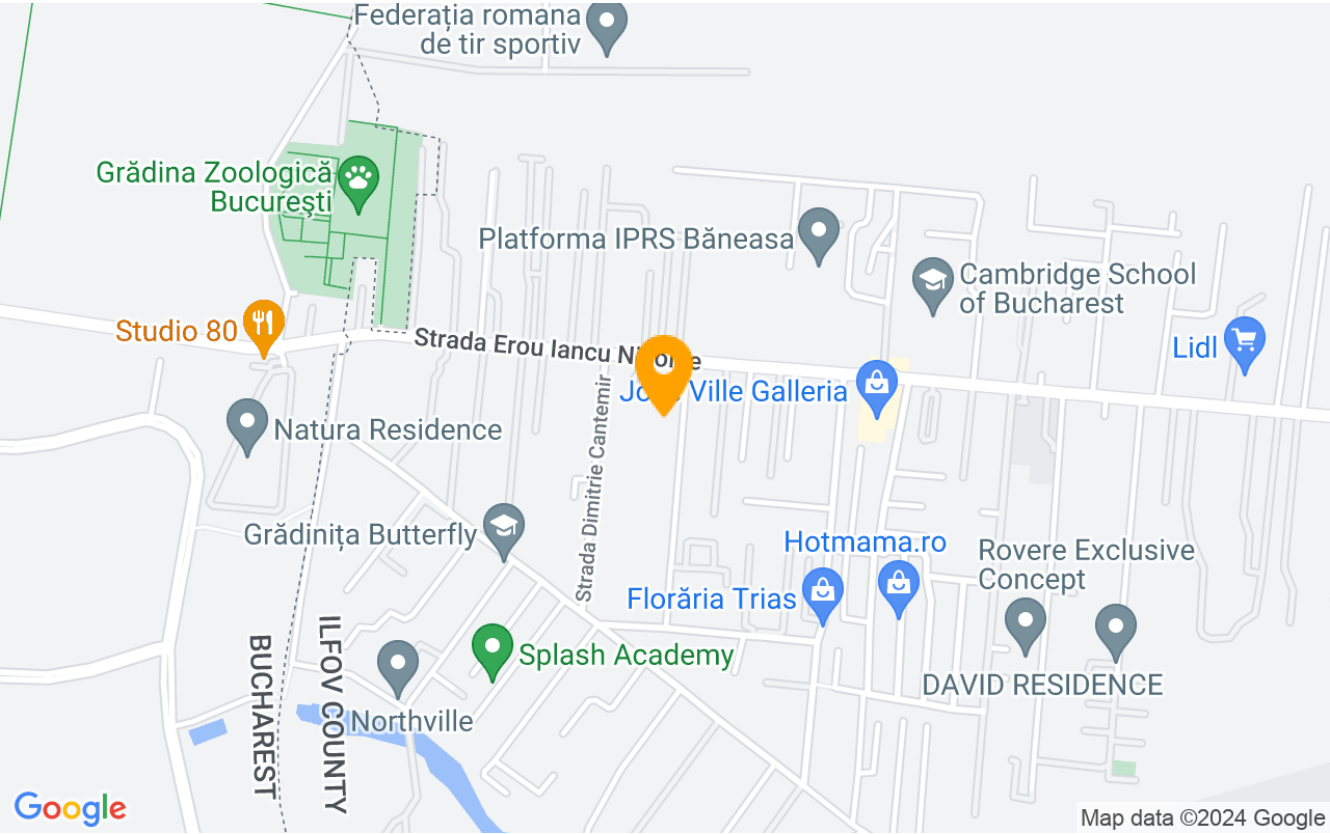 Federația romana
de tir sportiv
Grădina Zoologică
București
Platforma IPRS Băneasa
Cambridge School
of Bucharest
Studio 80
Strada Erou Iancu
Lidl
Ville Galleria
Natura Residence
Strada Dimitrie Cantemir
Grădinița Butterfly
Hotmama.ro
Rovere Exclusive
Concept
Florăria Trias
Splash Academy
DAVID RESIDENCE
Northville
ILFOV COUNTY
BUCHAREST
Google
Map data ©2024 Google